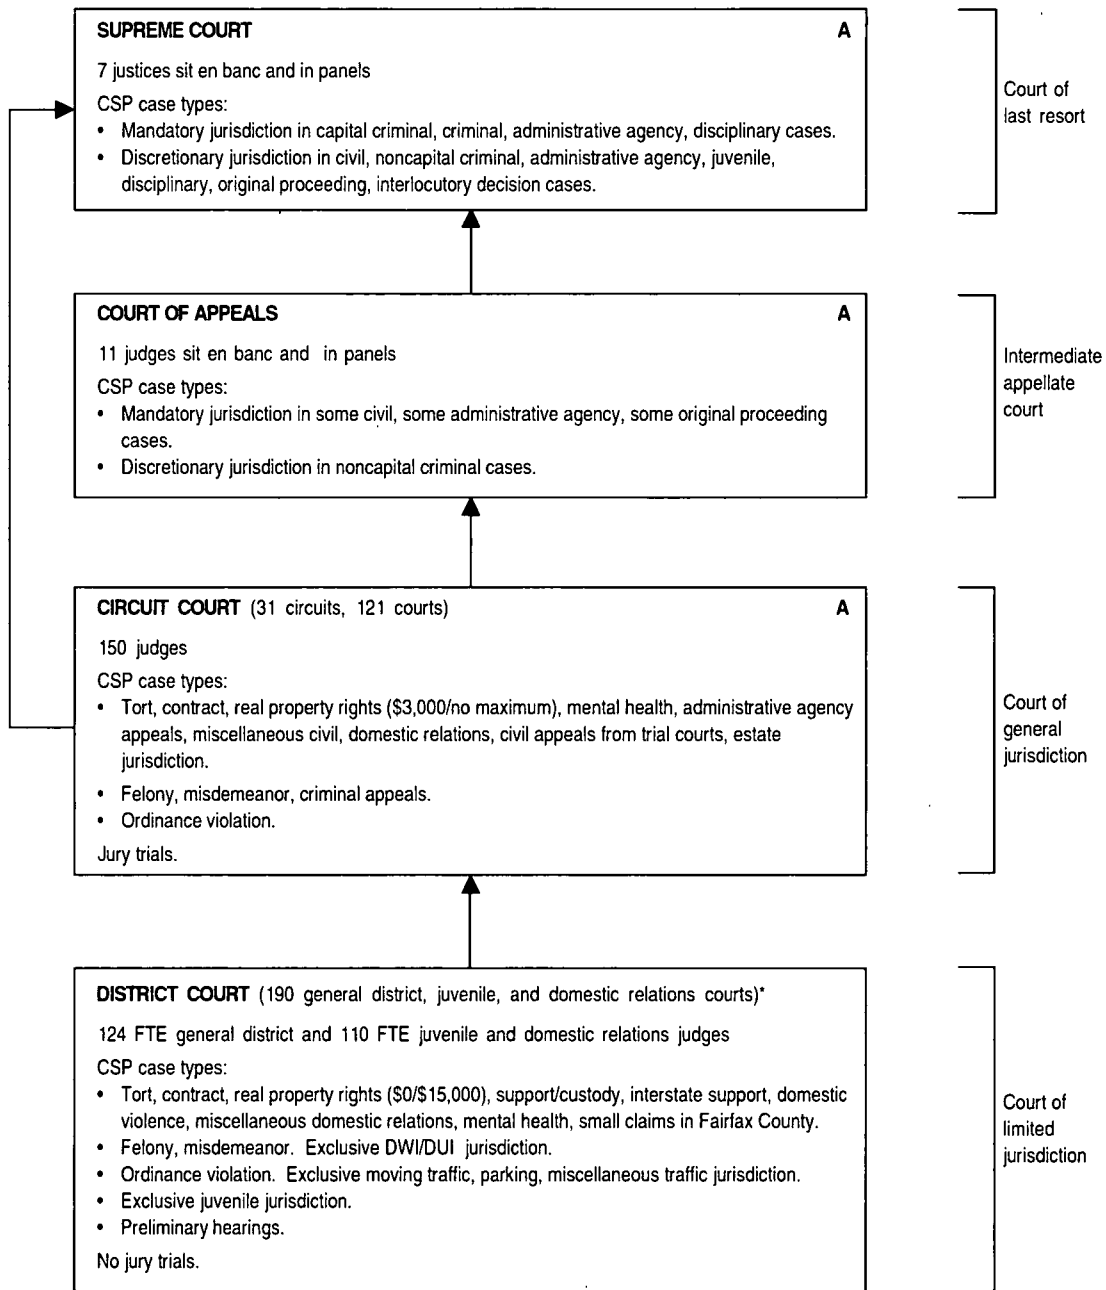 SUPREME COURT A
7 justices sit en banc and in panels
CSP case types:
• Mandatory jurisdiction in capital criminal, criminal, administrative agency, disciplinary cases.
• Discretionary jurisdiction in civil, noncapital criminal, administrative agency, juvenile,
disciplinary, original proceeding, interlocutory decision cases.
Court of
last resort
COURT OF APPEALS A
11 judges sit en banc and in panels
CSP case types:
• Mandatory jurisdiction in some civil, some administrative agency, some original proceeding
cases.
• Discretionary jurisdiction in noncapital criminal cases.
Intermediate
appellate
court
CIRCUIT COURT (31 circuits, 121 courts) A
150 judges
CSP case types:
• Tort, contract, real property rights ($3,000/no maximum), mental health, administrative agency
appeals, miscellaneous civil, domestic relations, civil appeals from trial courts, estate
jurisdiction.
• Felony, misdemeanor, criminal appeals.
• Ordinance violation.
Jury trials.
Court of
general
jurisdiction
DISTRICT COURT (190 general district, juvenile, and domestic relations courts)*
124 FTE general district and 110 FTE juvenile and domestic relations judges
CSP case types:
• Tort, contract, real property rights ($0/$15,000), support/custody, interstate support, domestic
violence, miscellaneous domestic relations, mental health, small claims in Fairfax County.
• Felony, misdemeanor. Exclusive DWI/DUI jurisdiction.
• Ordinance violation. Exclusive moving traffic, parking, miscellaneous traffic jurisdiction.
• Exclusive juvenile jurisdiction.
• Preliminary hearings.
No jury trials.
Court of
limited
jurisdiction